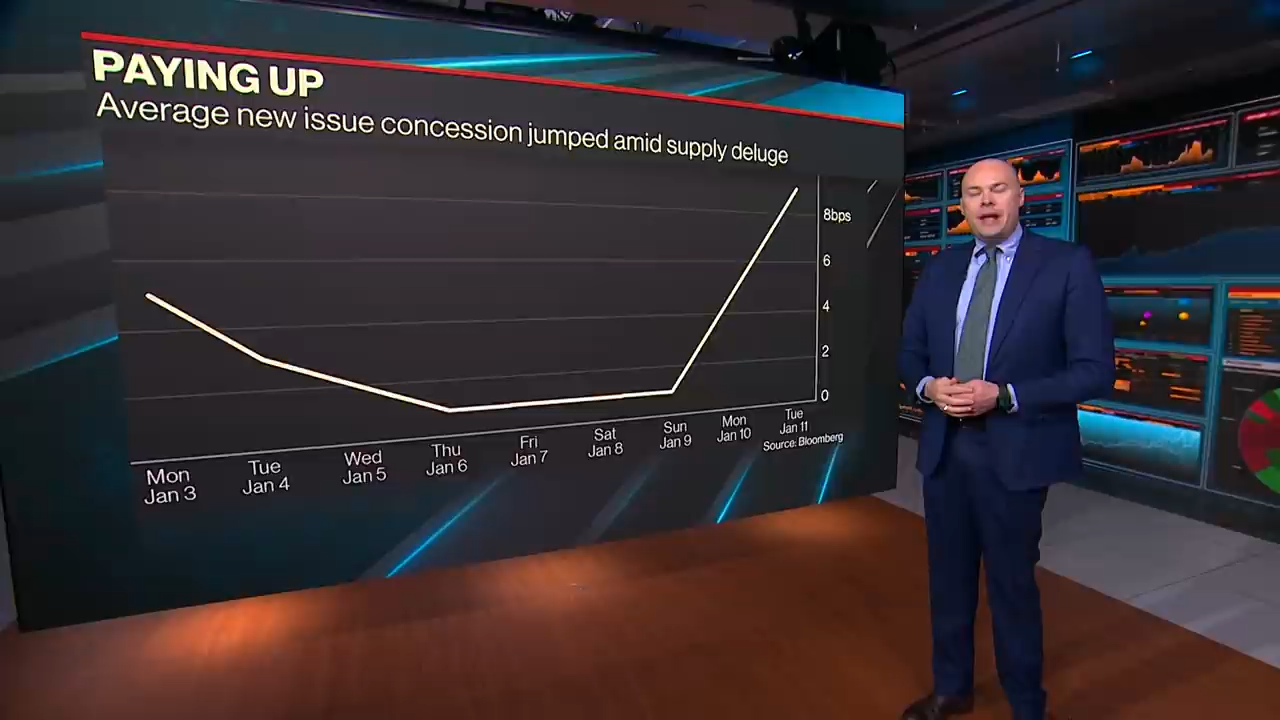 PAYING UP
Average new issue concession jumped amid supply deluge
8bps
6
4
2
0
Mon
Jan 3
Tue
Jan 4
Wed
Jan 5
Thu
Jan 6
Fri
Jan 7
Sat
Jan 8
Sun
Jan 9
Mon
Jan 10
Tue
Jan 11
Source: Bloomberg